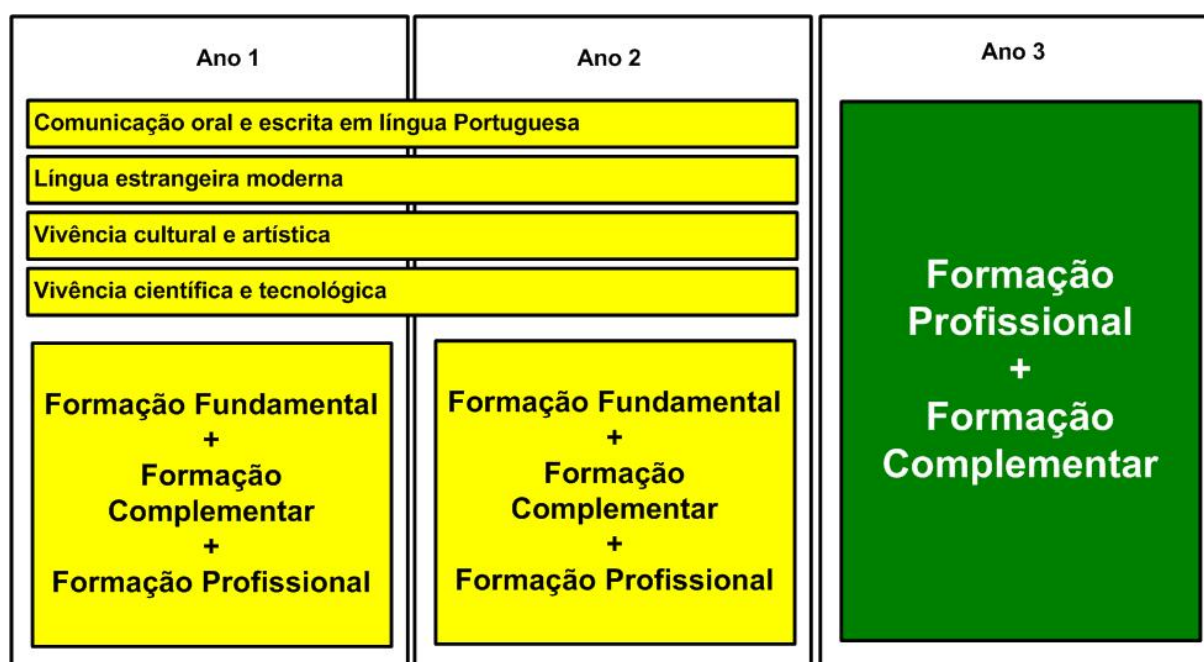 Ano 1
Ano 2
Ano 3
Comunicação oral e escrita em língua Portuguesa
Língua estrangeira moderna
Vivência cultural e artística
Vivência científica e tecnológica
Formação Fundamental
+
Formação
Complementar
+
Formação Profissional
Formação Fundamental
+
Formação
Complementar
+
Formação Profissional
Formação
Profissional
+
Formação
Complementar